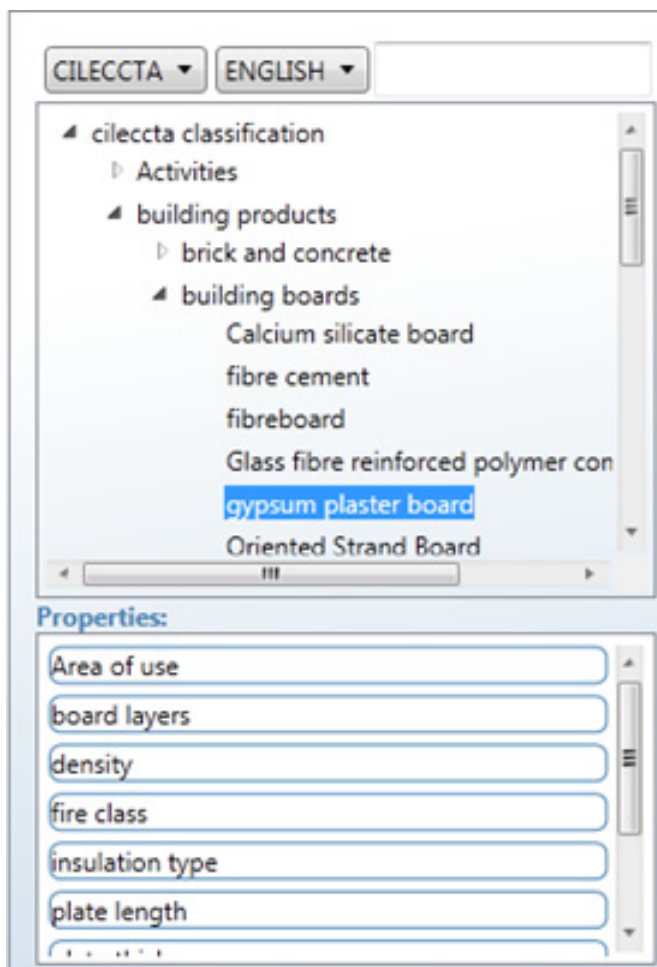 CILECCTA ENGLISH
cileccta classification
Activities
building products
brick and concrete
building boards
Calcium silicate board
fibre cement
fibreboard
Glass fibre reinforced polymer con
gypsum plaster board
Oriented Strand Board
Properties:
Area of use
board layers
density
fire class
insulation type
plate length